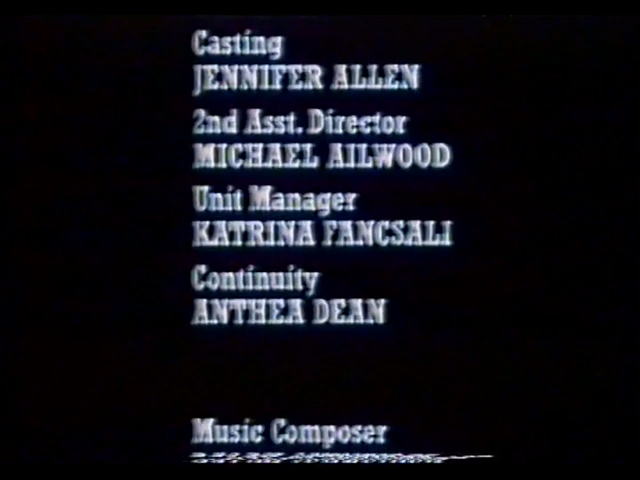 Casting
JENNIFER ALLEN
2nd Asst. Director
MICHAEL AILWOOD
Unit Manager
KATRINA FANCSALI
Continuity
ANTHEA DEAN
Music Composer